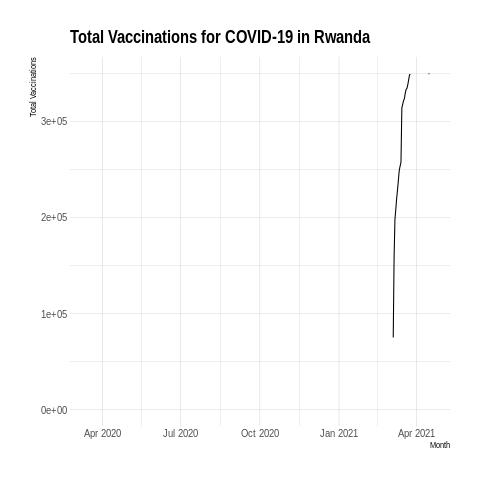 Total Vaccinations for COVID-19 in Rwanda
Total Vaccinations
3e+05
2e+05
1e+05
0e+00
Apr 2020 Jul 2020 Oct 2020 Jan 2021 Apr 2021
Month